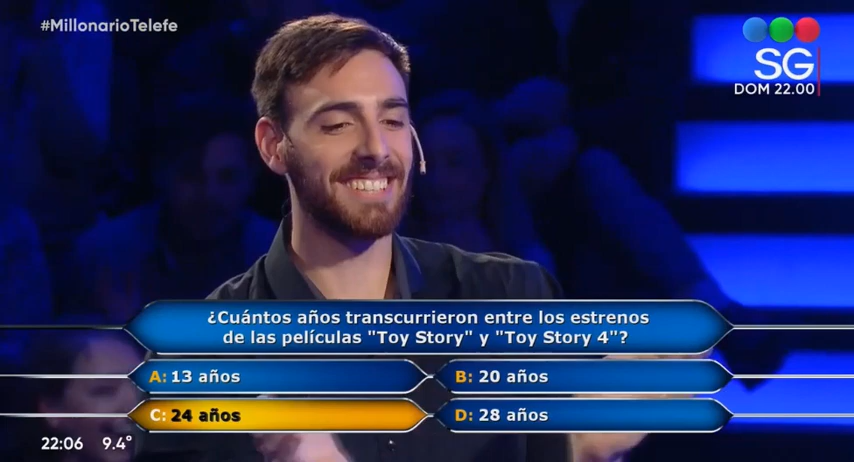 #MillonarioTelefe
SG
DOM 22.00
¿Cuántos años transcurrieron entre los estrenos
de las películas "Toy Story" y "Toy Story 4"?
A: 13 años
B: 20 años
C: 24 años
D: 28 años
22:06 9.4°